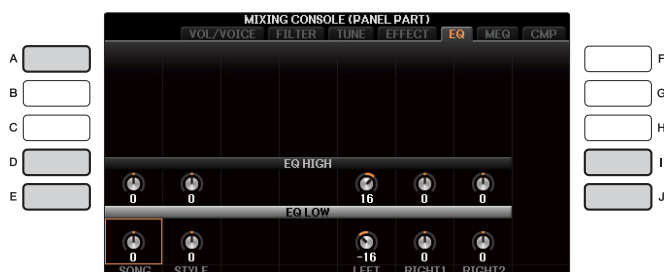 MIXING CONSOLE (PANEL PART)
VOL/VOICE FILTER TUNE EFFECT EQ MEQ CMP
A F
B G
C H
D I
EQ HIGH
E J
0 0 16 0 0
EQ LOW
0 0 -16 0 0
SONG STYLE LEFT RIGHT1 RIGHT2